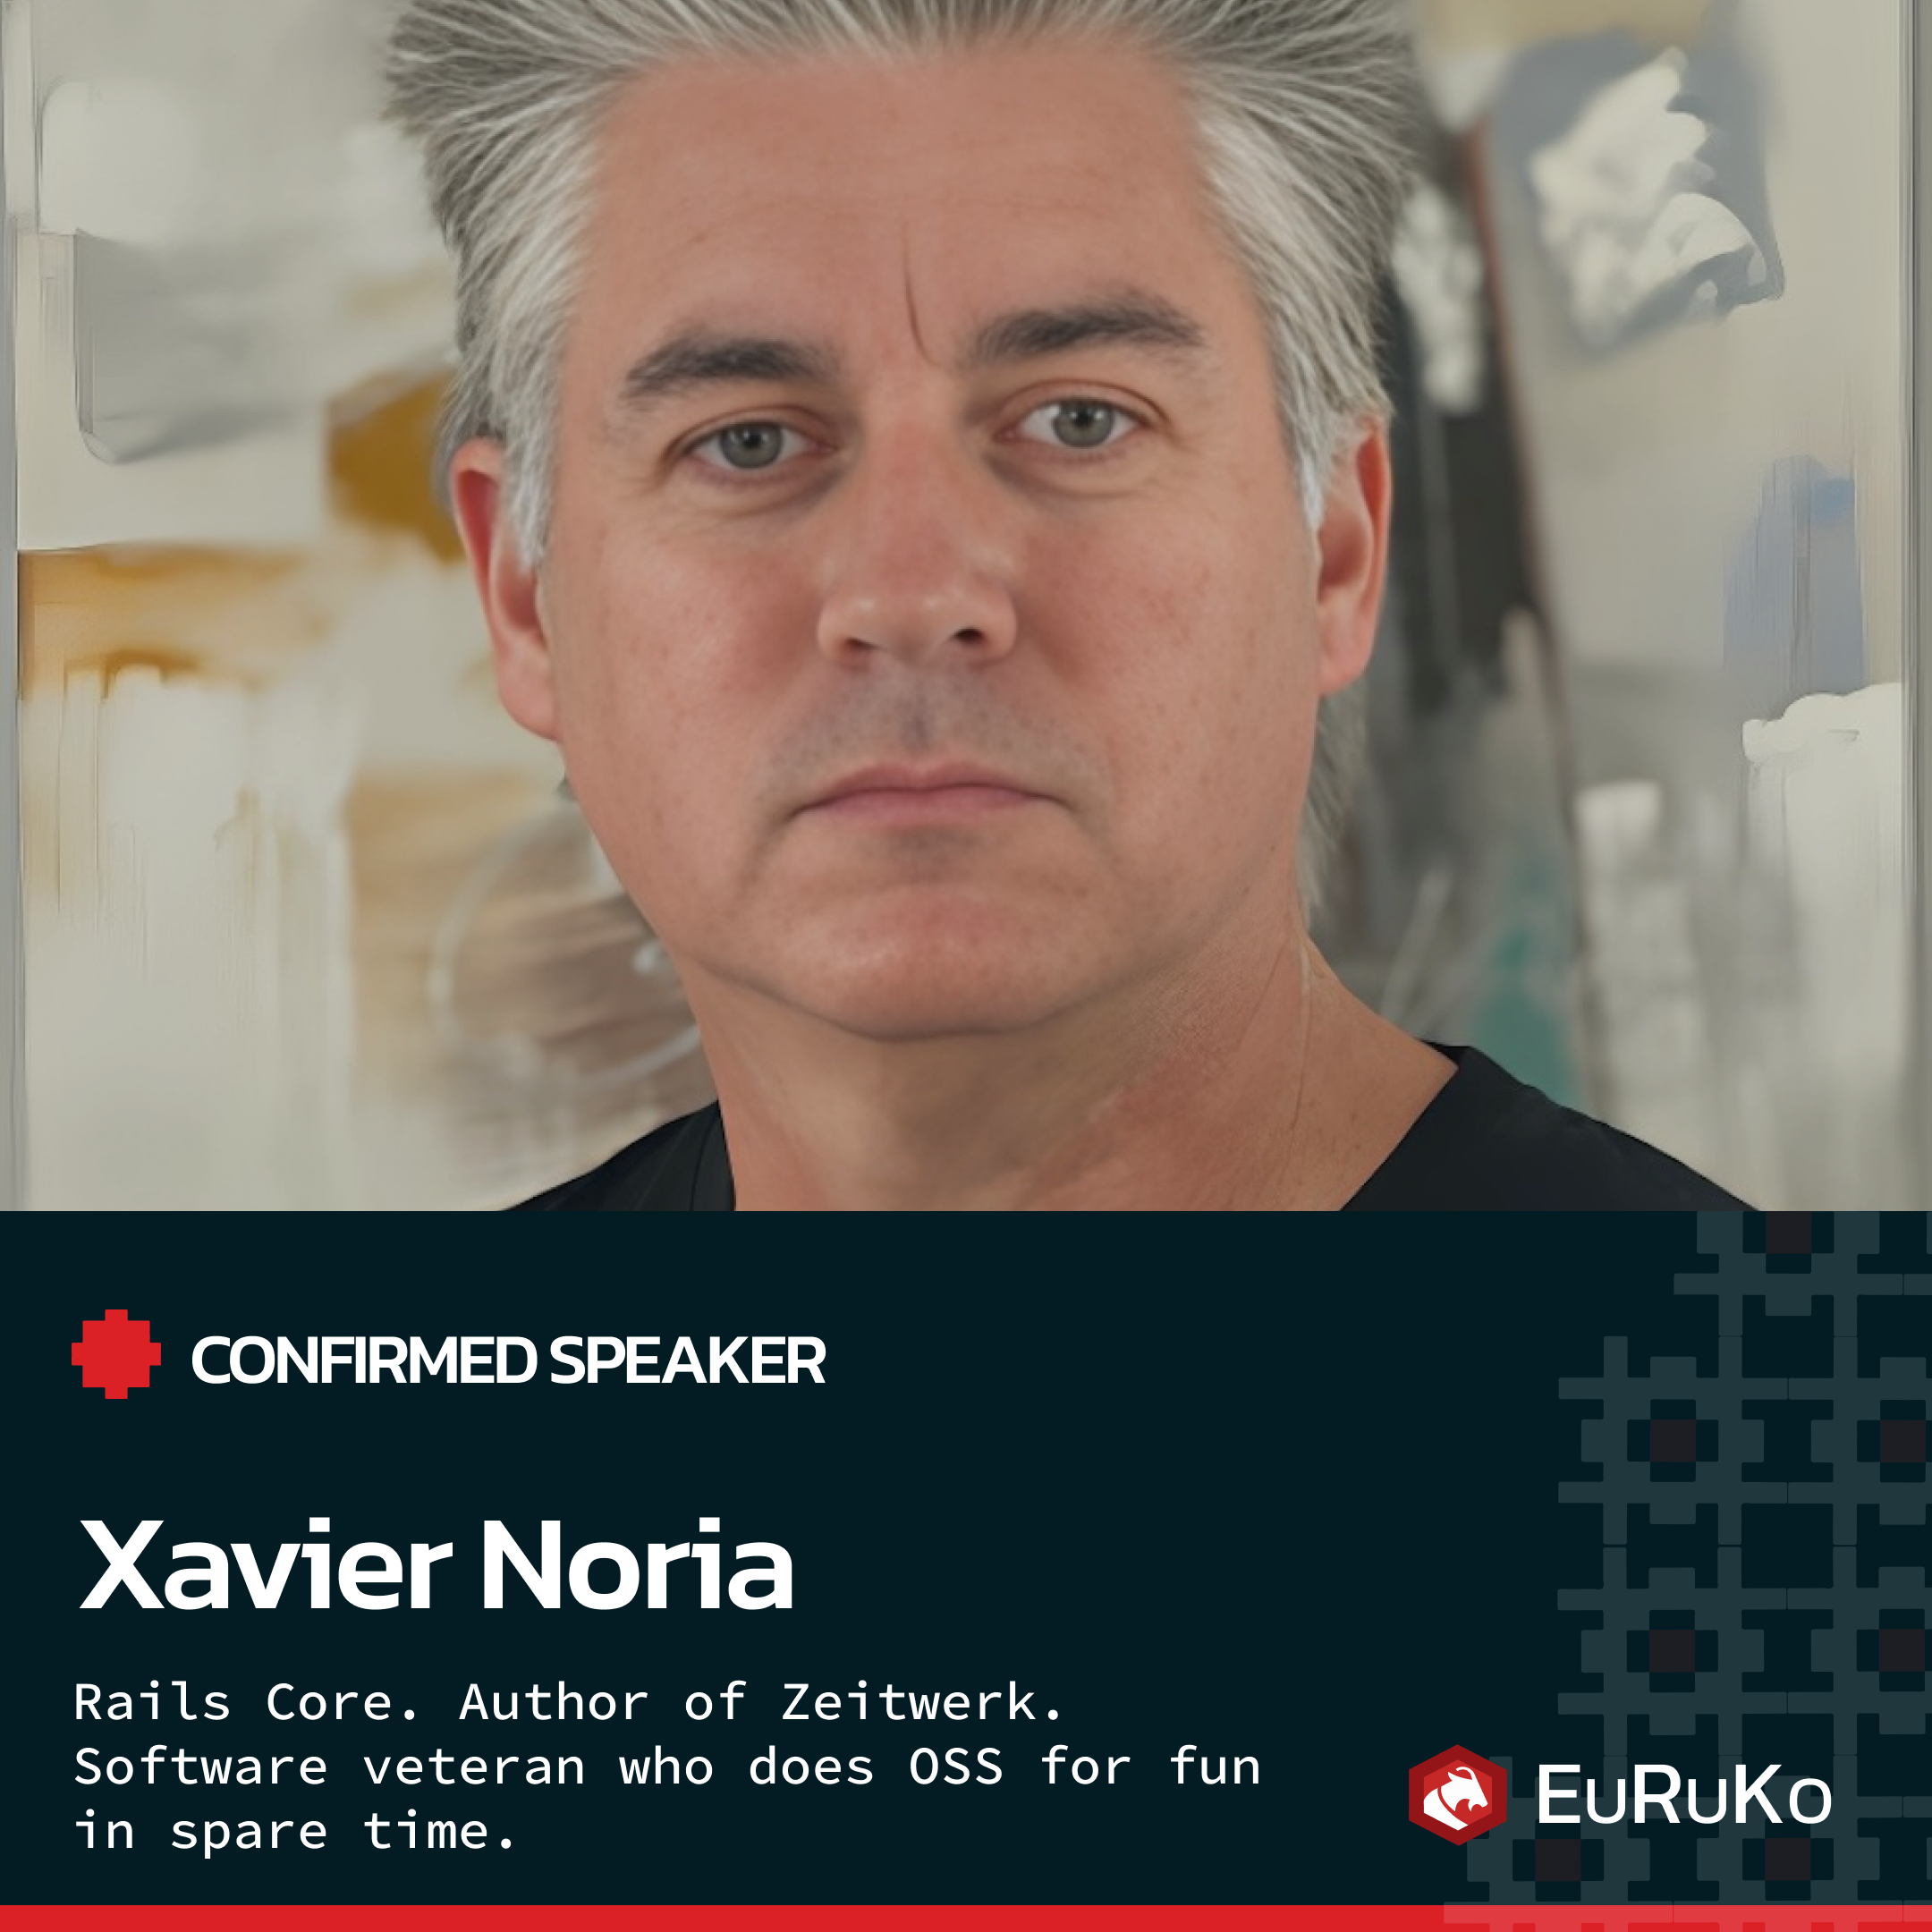 CONFIRMED SPEAKER
Xavier Noria
Rails Core. Author of Zeitwerk.
Software veteran who does OSS for fun
in spare time.
EuRuKo